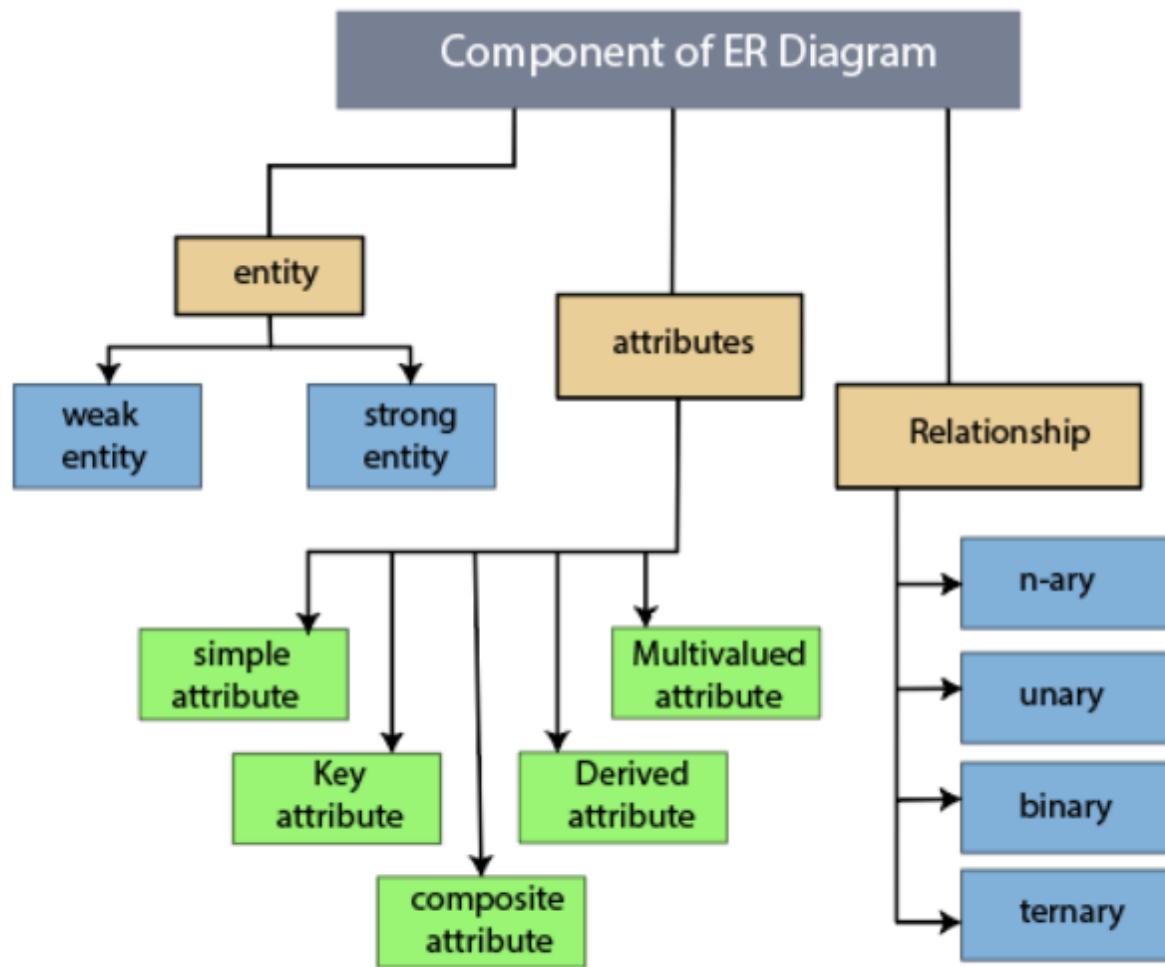 Component of ER Diagram
entity
attributes
Relationship
weak
entity
strong
entity
n-ary
unary
binary
ternary
simple
attribute
Multivalued
attribute
Key
attribute
Derived
attribute
composite
attribute